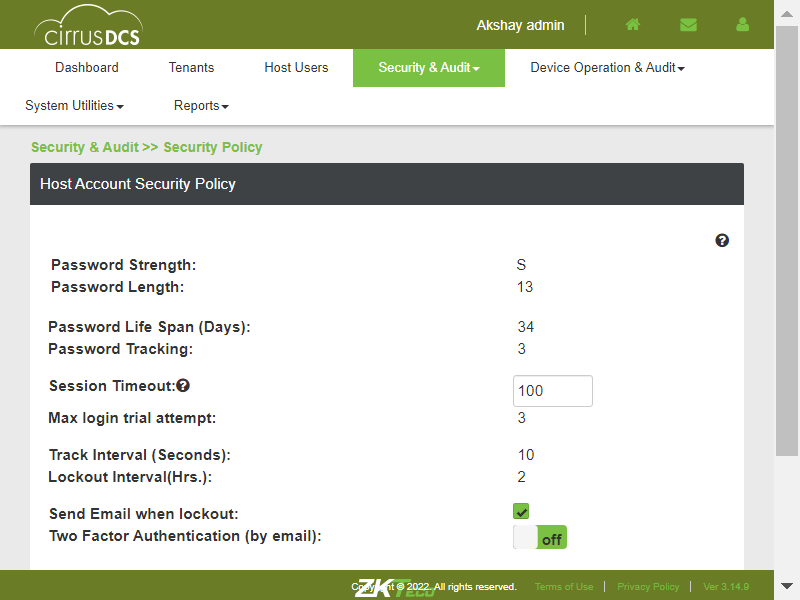 cirrusDCS
Akshay admin
Dashboard Tenants Host Users Security & Audit Device Operation & Audit
System Utilities Reports
Security & Audit >> Security Policy
Host Account Security Policy
Password Strength: S
Password Length: 13
Password Life Span (Days): 34
Password Tracking: 3
Session Timeout: 100
Max login trial attempt: 3
Track Interval (Seconds): 10
Lockout Interval(Hrs.): 2
Send Email when lockout:
Two Factor Authentication (by email): off
Copyright © 2022. All rights reserved. Terms of Use Privacy Policy Ver 3.14.9
ZKTeco